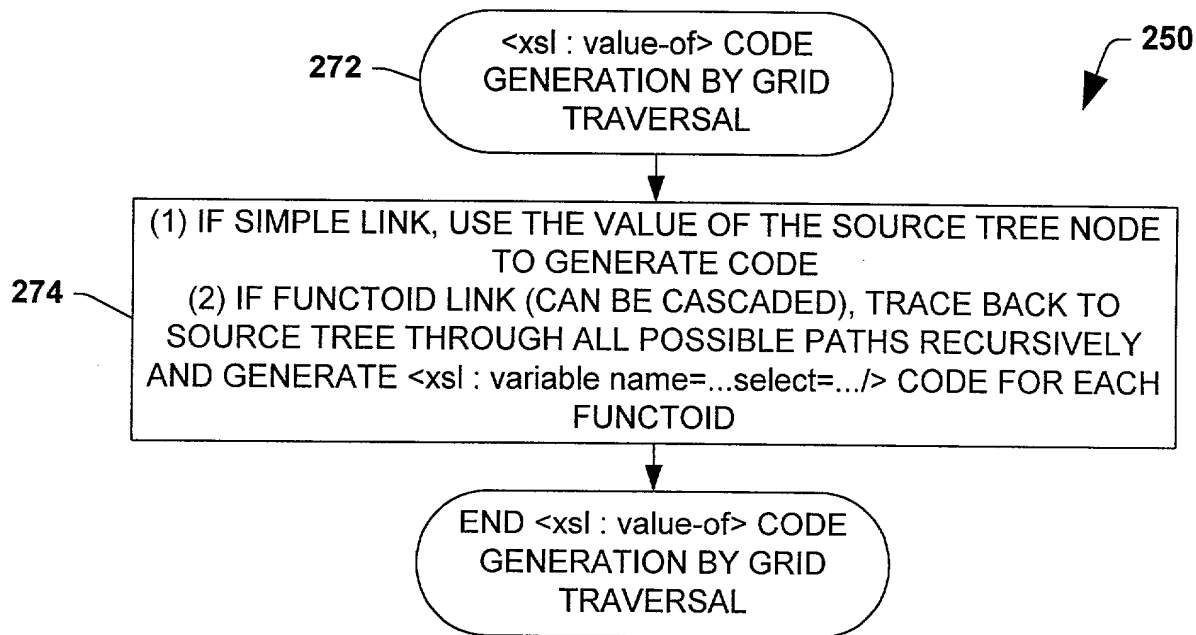 <xsl : value-of> CODE
GENERATION BY GRID
TRAVERSAL
272
250
(1) IF SIMPLE LINK, USE THE VALUE OF THE SOURCE TREE NODE
TO GENERATE CODE
(2) IF FUNCTOID LINK (CAN BE CASCADED), TRACE BACK TO
SOURCE TREE THROUGH ALL POSSIBLE PATHS RECURSIVELY
AND GENERATE <xsl : variable name=...select=.../> CODE FOR EACH
FUNCTOID
274
END <xsl : value-of> CODE
GENERATION BY GRID
TRAVERSAL